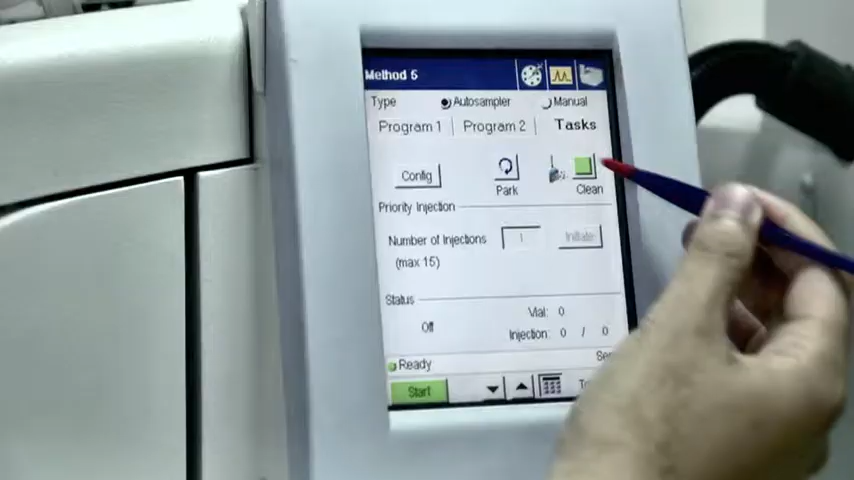 Method 5
Type Autosampler Manual
Program 1 Program 2 Tasks
Config
Park Clean
Priority Injection
Number of Injections 1 Initiate
(max 15)
Status
Off Vial: 0
Injection: 0 / 0
Ready
Start